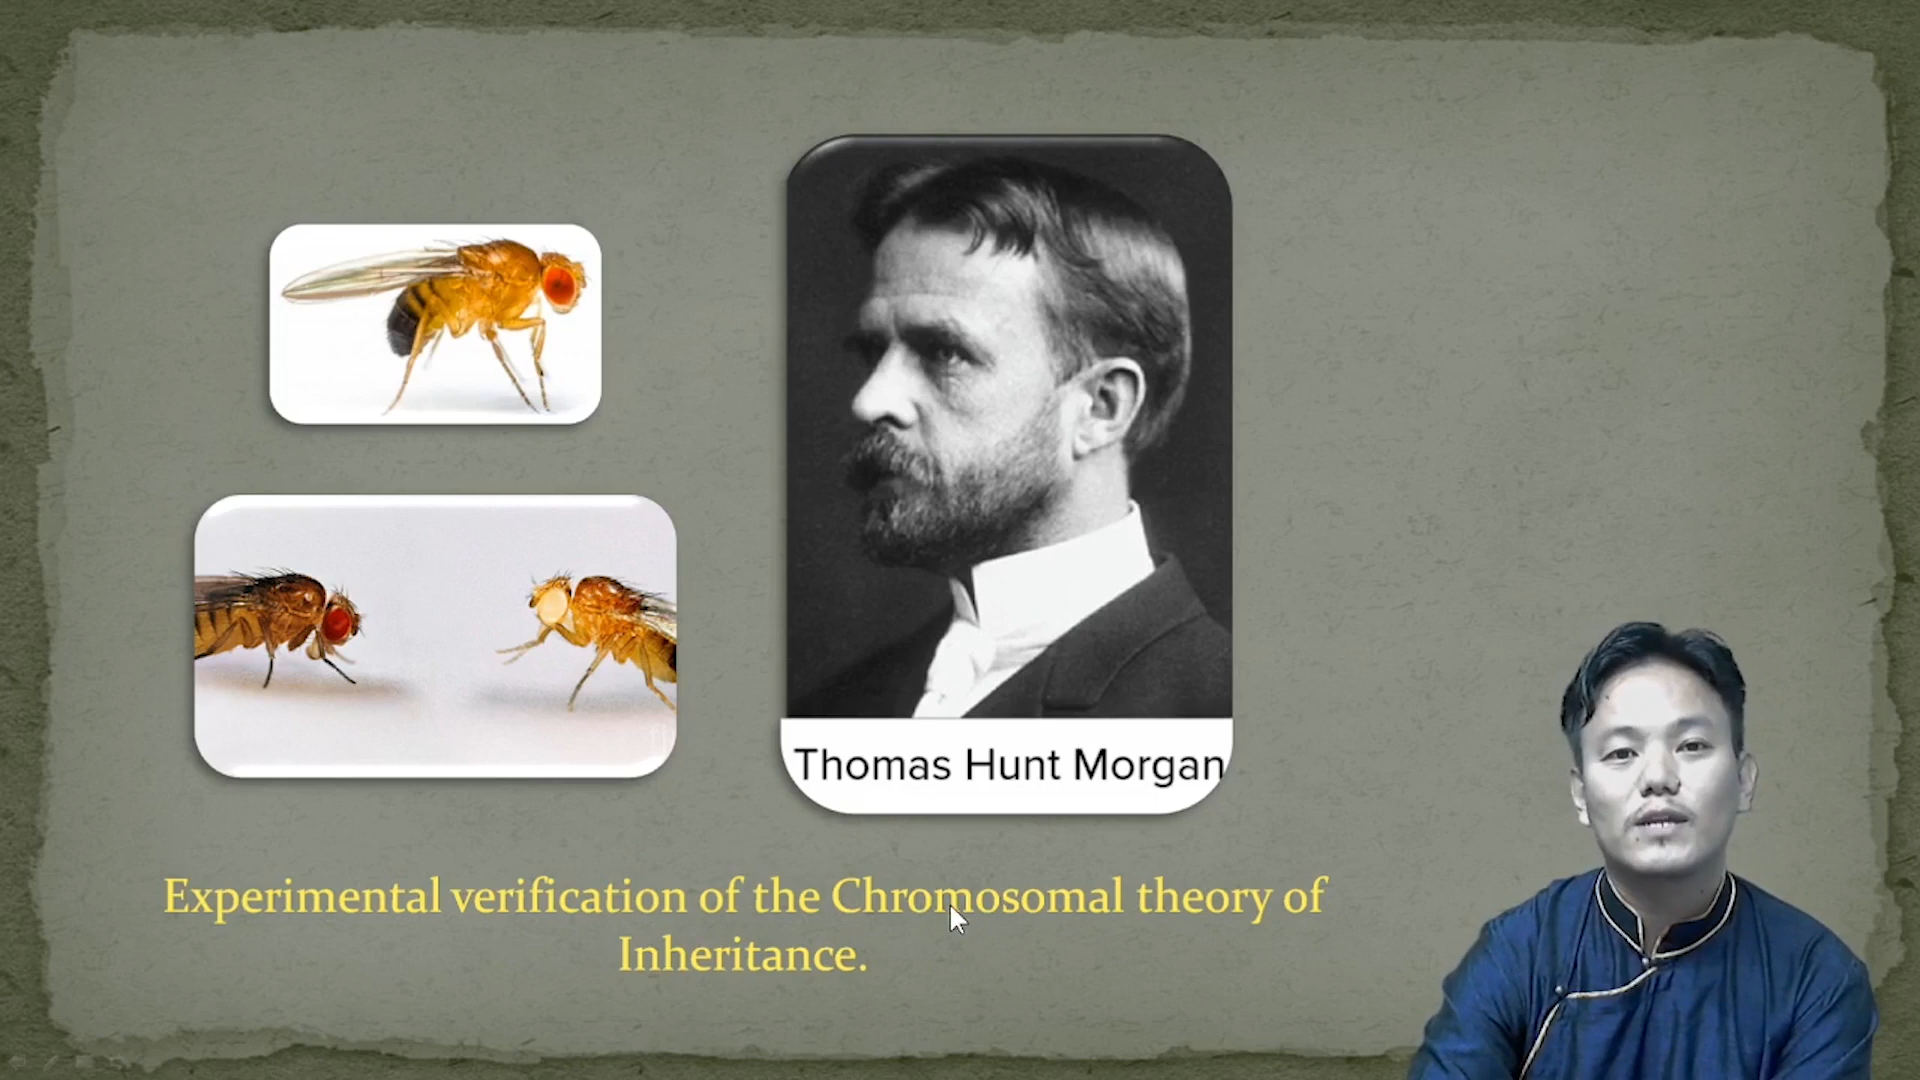 Thomas Hunt Morgan
Experimental verification of the Chromosomal theory of
Inheritance.